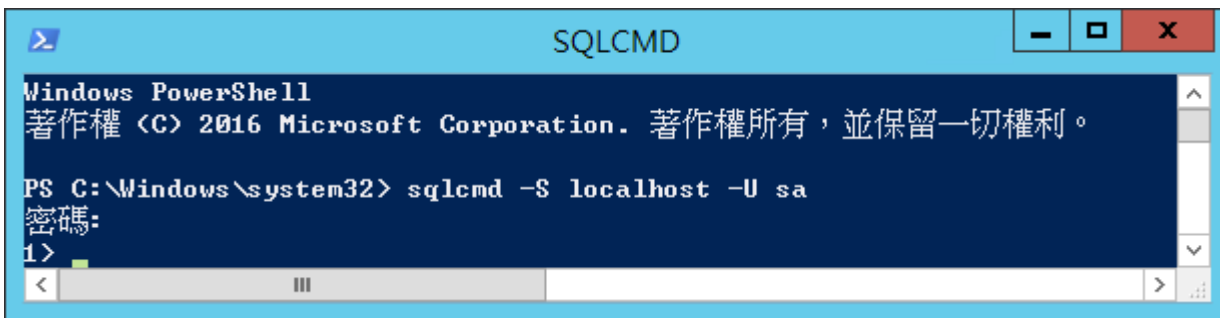 SQLCMD
Windows PowerShell
著作權 (C) 2016 Microsoft Corporation. 著作權所有，並保留一切權利。
PS C:\Windows\system32> sqlcmd -S localhost -U sa
密碼:
1>